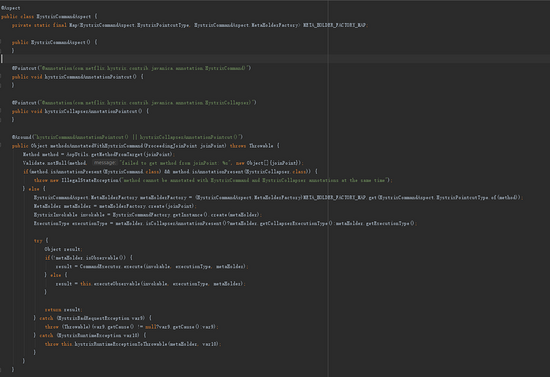 @Aspect
public class HystrixCommandAspect {
private static final Map<HystrixCommandAspect.HystrixPointcutType, HystrixCommandAspect.MetaHolderFactory> META_HOLDER_FACTORY_MAP;
public HystrixCommandAspect() {
}
@Pointcut("@annotation(com.netflix.hystrix.contrib.javanica.annotation.HystrixCommand)")
public void hystrixCommandAnnotationPointcut() {
}
@Pointcut("@annotation(com.netflix.hystrix.contrib.javanica.annotation.HystrixCollapser)")
public void hystrixCollapserAnnotationPointcut() {
}
@Around("hystrixCommandAnnotationPointcut() || hystrixCollapserAnnotationPointcut()")
public Object methodsAnnotatedWithHystrixCommand(ProceedingJoinPoint joinPoint) throws Throwable {
Method method = AopUtils.getMethodFromTarget(joinPoint);
Validate.notNull(method, message: "failed to get method from joinPoint: %s", new Object[]{joinPoint});
if(method.isAnnotationPresent(HystrixCommand.class) && method.isAnnotationPresent(HystrixCollapser.class)) {
throw new IllegalStateException("method cannot be annotated with HystrixCommand and HystrixCollapser annotations at the same time");
} else {
HystrixCommandAspect.MetaHolderFactory metaHolderFactory = (HystrixCommandAspect.MetaHolderFactory)META_HOLDER_FACTORY_MAP.get(HystrixCommandAspect.HystrixPointcutType.of(method));
MetaHolder metaHolder = metaHolderFactory.create(joinPoint);
HystrixInvokable invokable = HystrixCommandFactory.getInstance().create(metaHolder);
ExecutionType executionType = metaHolder.isCollapserAnnotationPresent()?metaHolder.getCollapserExecutionType():metaHolder.getExecutionType();
try {
Object result;
if(!metaHolder.isObservable()) {
result = CommandExecutor.execute(invokable, executionType, metaHolder);
} else {
result = this.executeObservable(invokable, executionType, metaHolder);
}
return result;
} catch (HystrixBadRequestException var9) {
throw (Throwable)(var9.getCause() != null?var9.getCause():var9);
} catch (HystrixRuntimeException var10) {
throw this.hystrixRuntimeExceptionToThrowable(metaHolder, var10);
}
}
}